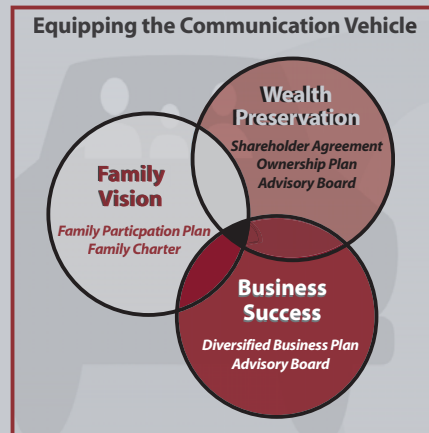 Equipping the Communication Vehicle
Wealth
Preservation
Shareholder Agreement
Ownership Plan
Advisory Board
Family
Vision
Family Particpation Plan
Family Charter
Business
Success
Diversified Business Plan
Advisory Board